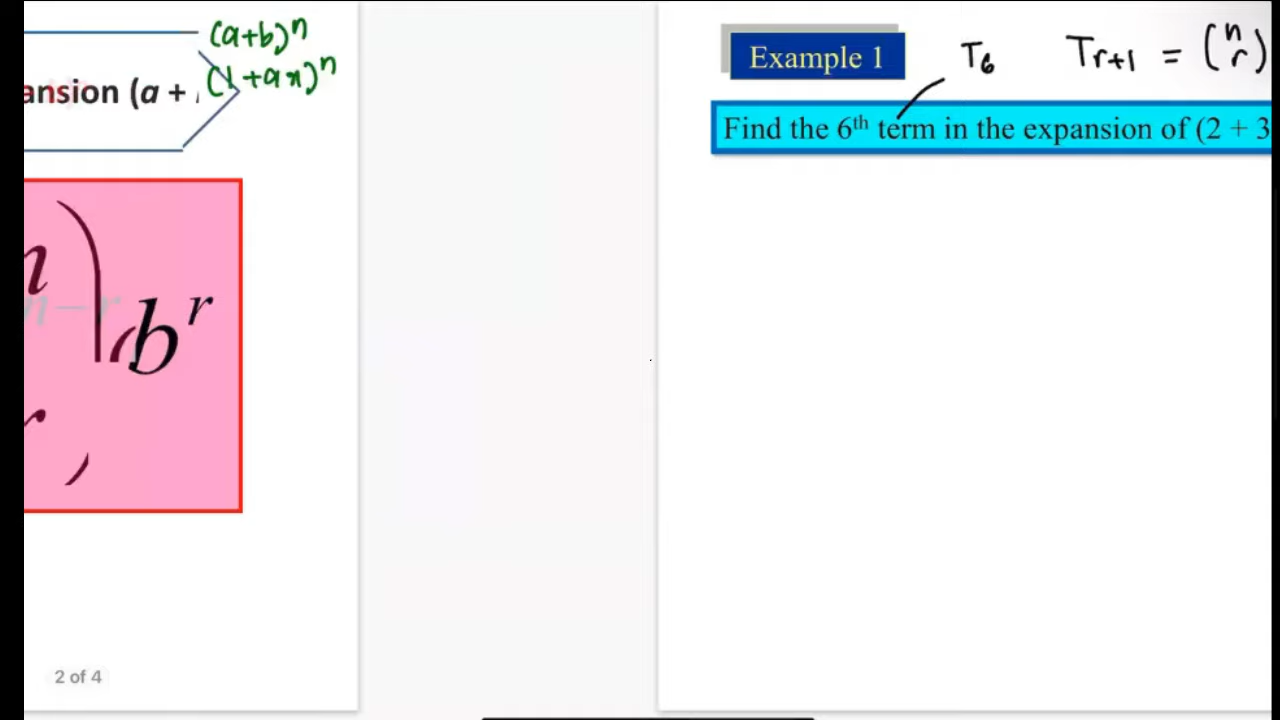 (a+b)ⁿ
(1+ax)ⁿ
ansion (a +
n
n−r
bʳ
r
2 of 4
Example 1
T₆
Tr+1 = (n r)
Find the 6th term in the expansion of (2 + 3